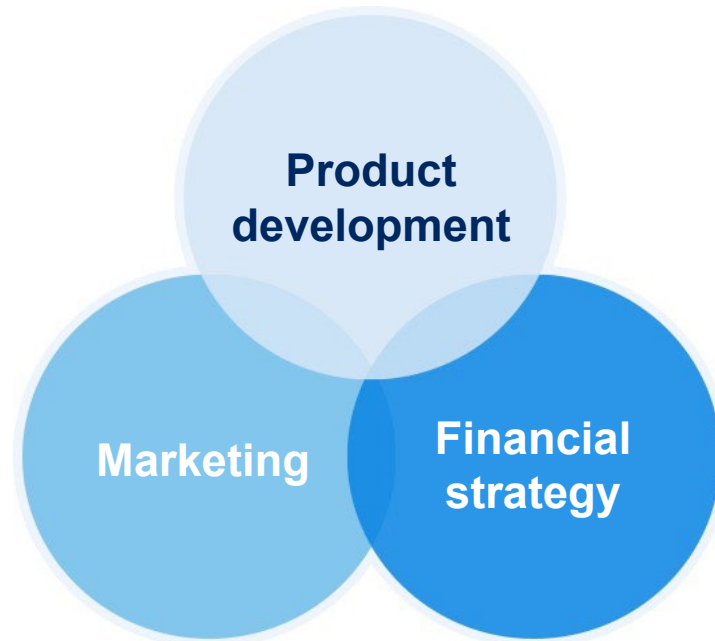 Product
development
Marketing
Financial
strategy